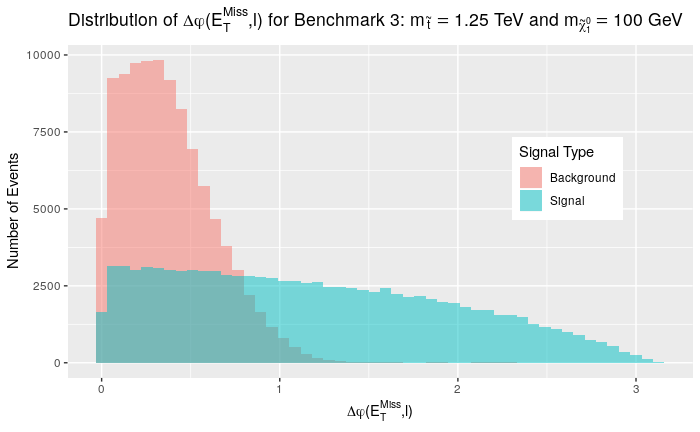 Distribution of Δφ(E_T^Miss,l) for Benchmark 3: m_t̃ = 1.25 TeV and m_χ̃₁⁰ = 100 GeV
10000
7500
5000
2500
0
Number of Events
Signal Type
Background
Signal
0 1 2 3
Δφ(E_T^Miss,l)